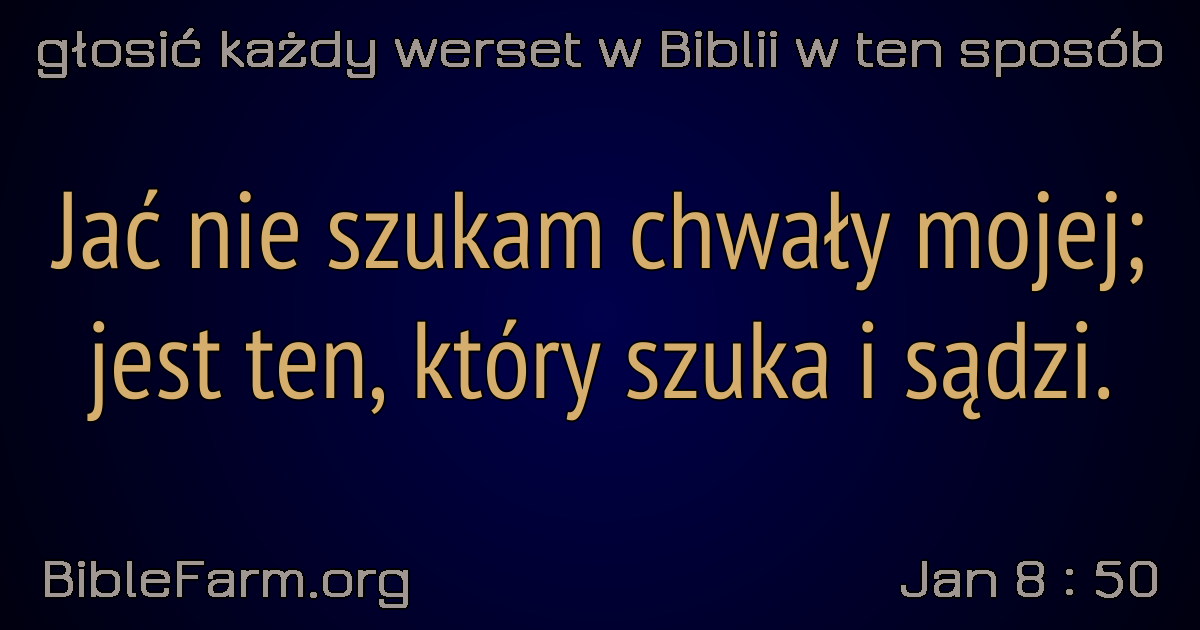 głosić każdy werset w Biblii w ten sposób
Jać nie szukam chwały mojej;
jest ten, który szuka i sądzi.
BibleFarm.org
Jan 8 : 50